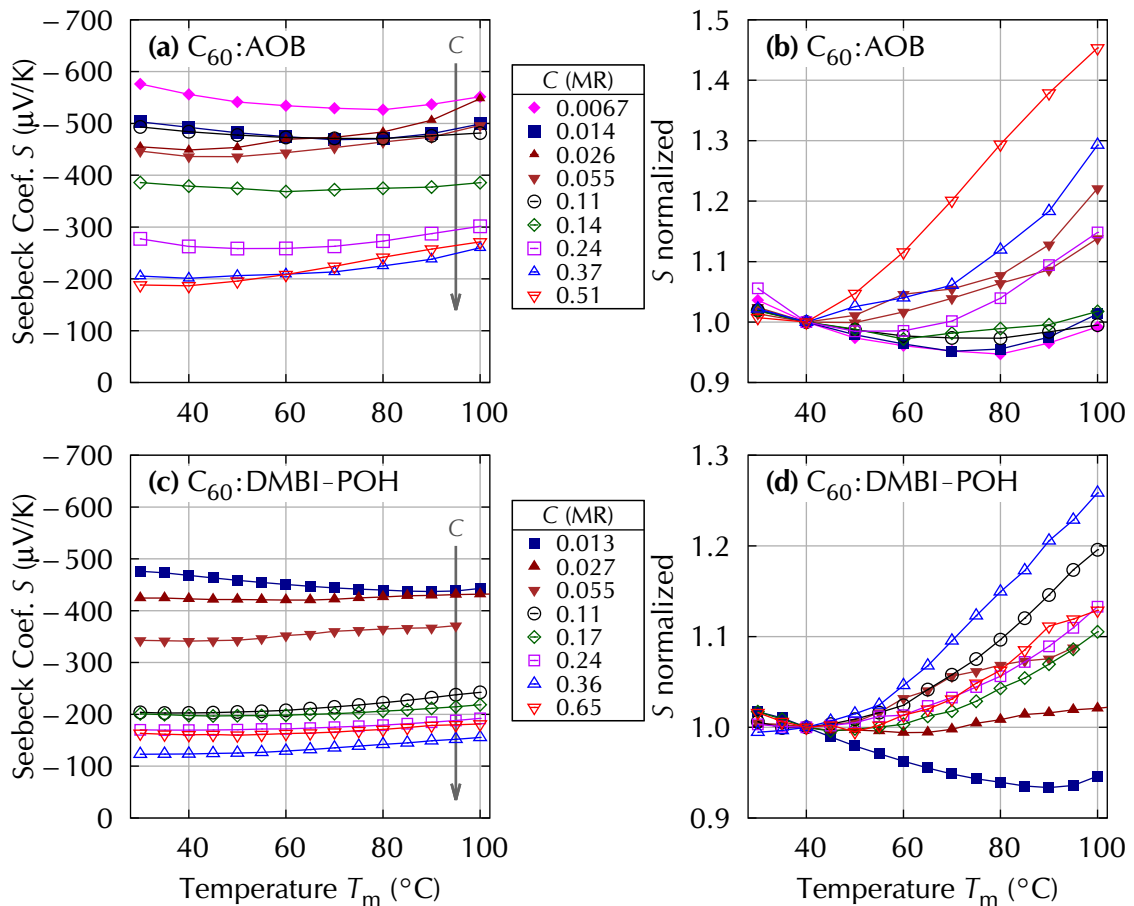 (a) C60:AOB
C
Seebeck Coef. S (µV/K)
−700
−600
−500
−400
−300
−200
−100
0
40 60 80 100
C (MR)
0.0067
0.014
0.026
0.055
0.11
0.14
0.24
0.37
0.51
(b) C60:AOB
S normalized
1.5
1.4
1.3
1.2
1.1
1.0
0.9
40 60 80 100
(c) C60:DMBI–POH
C
Seebeck Coef. S (µV/K)
−700
−600
−500
−400
−300
−200
−100
0
40 60 80 100
Temperature Tm (°C)
C (MR)
0.013
0.027
0.055
0.11
0.17
0.24
0.36
0.65
(d) C60:DMBI–POH
S normalized
1.3
1.2
1.1
1.0
0.9
40 60 80 100
Temperature Tm (°C)